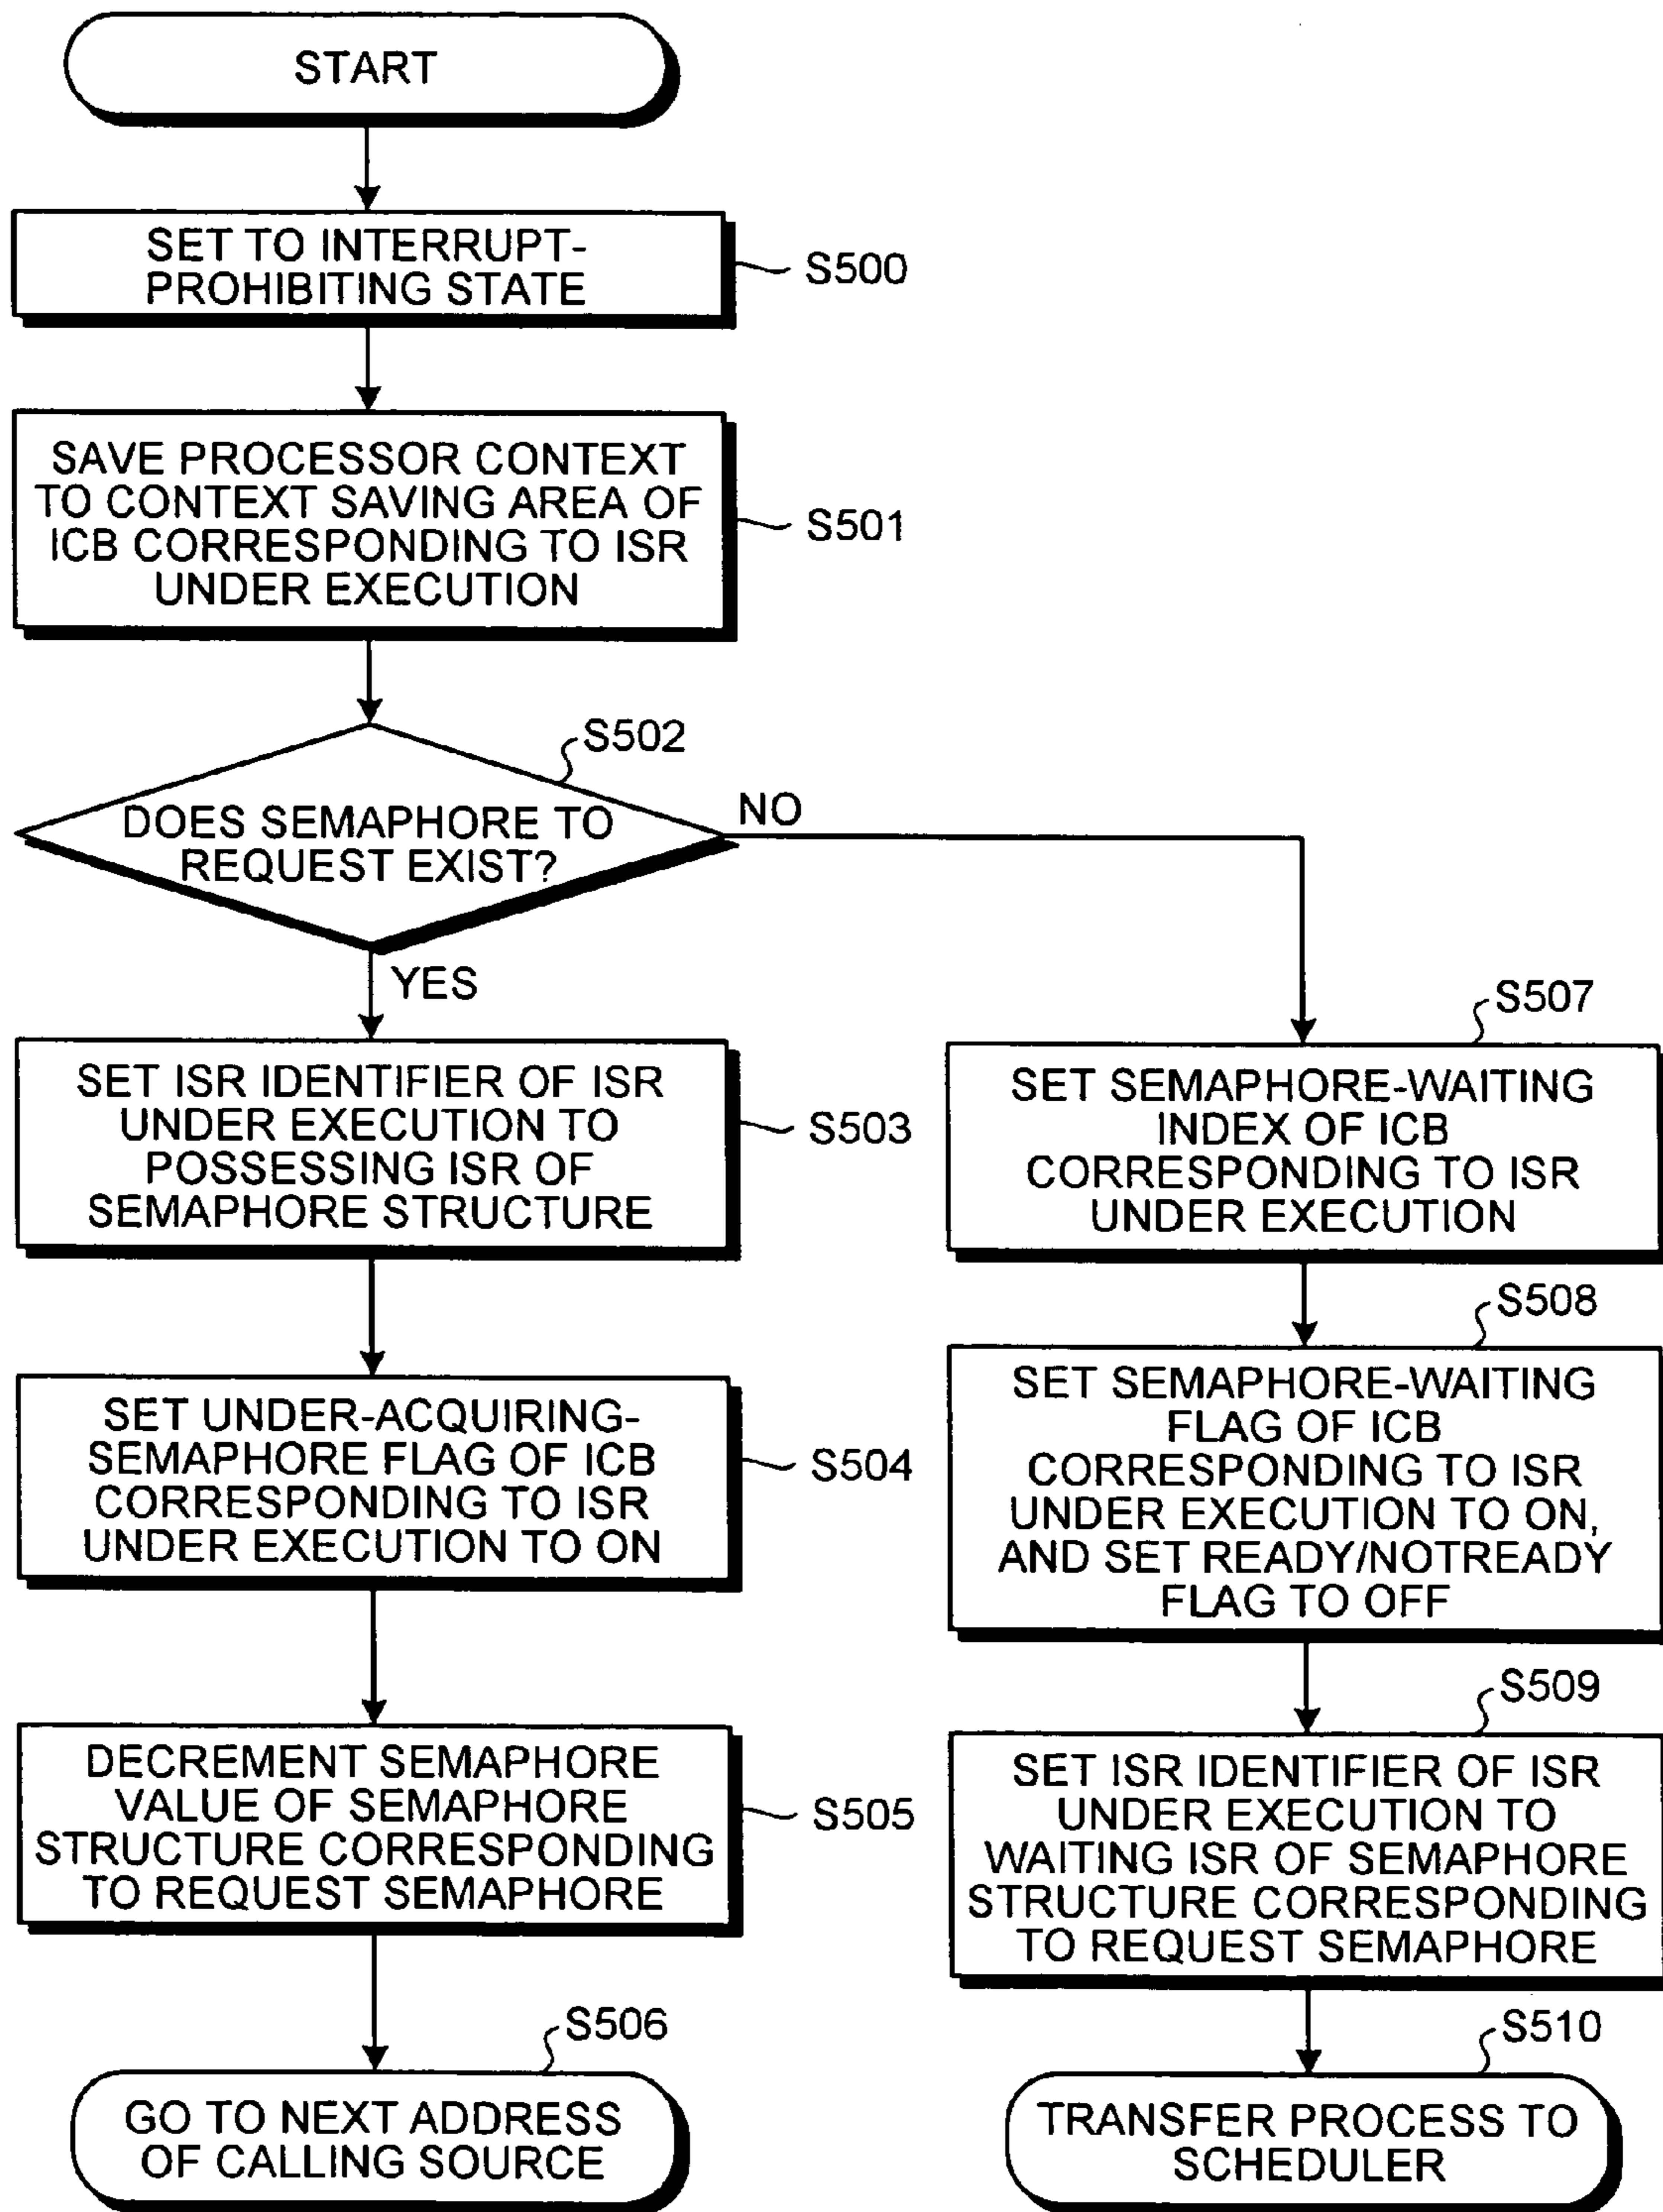 START
SET TO INTERRUPT-
PROHIBITING STATE
S500
SAVE PROCESSOR CONTEXT
TO CONTEXT SAVING AREA OF
ICB CORRESPONDING TO ISR
UNDER EXECUTION
S501
S502
DOES SEMAPHORE TO
REQUEST EXIST?
NO
YES
SET ISR IDENTIFIER OF ISR
UNDER EXECUTION TO
POSSESSING ISR OF
SEMAPHORE STRUCTURE
S503
SET UNDER-ACQUIRING-
SEMAPHORE FLAG OF ICB
CORRESPONDING TO ISR
UNDER EXECUTION TO ON
S504
DECREMENT SEMAPHORE
VALUE OF SEMAPHORE
STRUCTURE CORRESPONDING
TO REQUEST SEMAPHORE
S505
S506
GO TO NEXT ADDRESS
OF CALLING SOURCE
S507
SET SEMAPHORE-WAITING
INDEX OF ICB
CORRESPONDING TO ISR
UNDER EXECUTION
S508
SET SEMAPHORE-WAITING
FLAG OF ICB
CORRESPONDING TO ISR
UNDER EXECUTION TO ON,
AND SET READY/NOTREADY
FLAG TO OFF
S509
SET ISR IDENTIFIER OF ISR
UNDER EXECUTION TO
WAITING ISR OF SEMAPHORE
STRUCTURE CORRESPONDING
TO REQUEST SEMAPHORE
S510
TRANSFER PROCESS TO
SCHEDULER